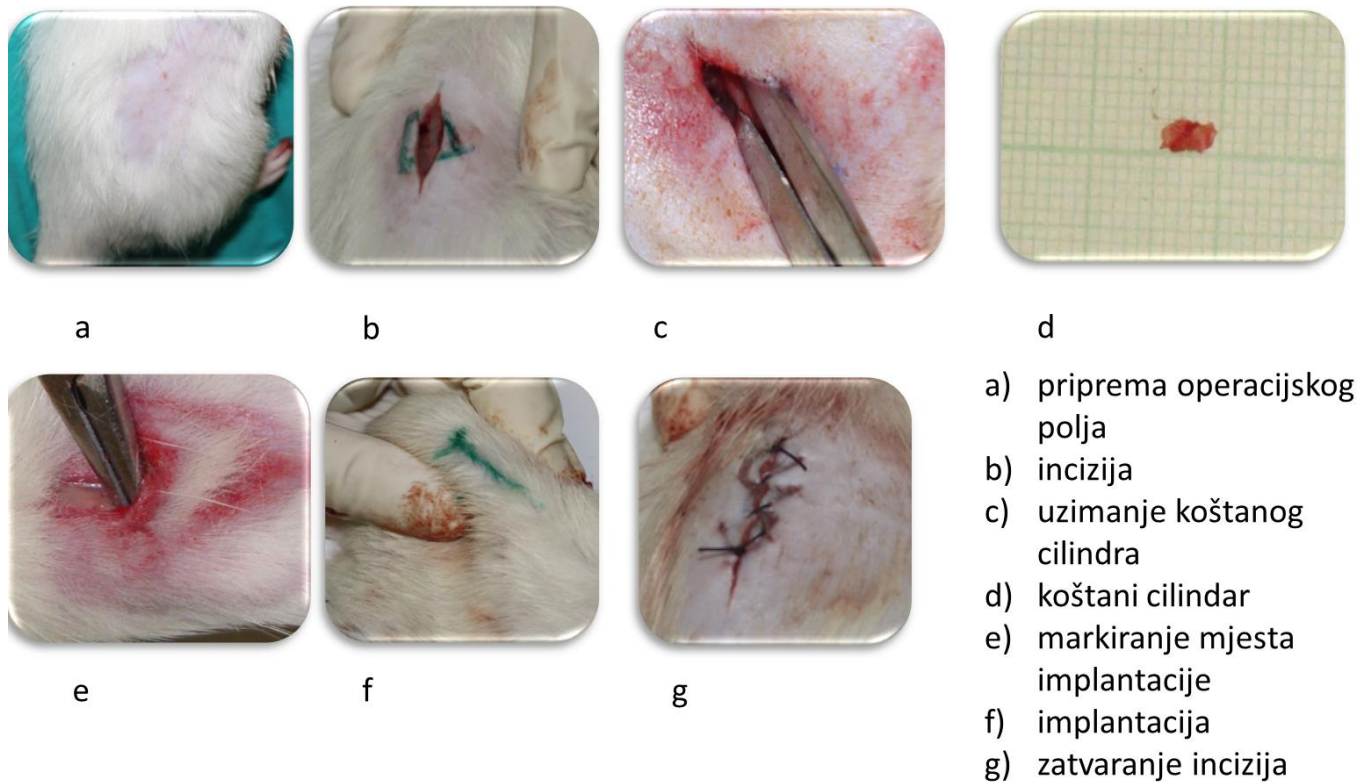 a
b
c
d
e
f
g
a) priprema operacijskog
polja
b) incizija
c) uzimanje koštanog
cilindra
d) koštani cilindar
e) markiranje mjesta
implantacije
f) implantacija
g) zatvaranje incizija